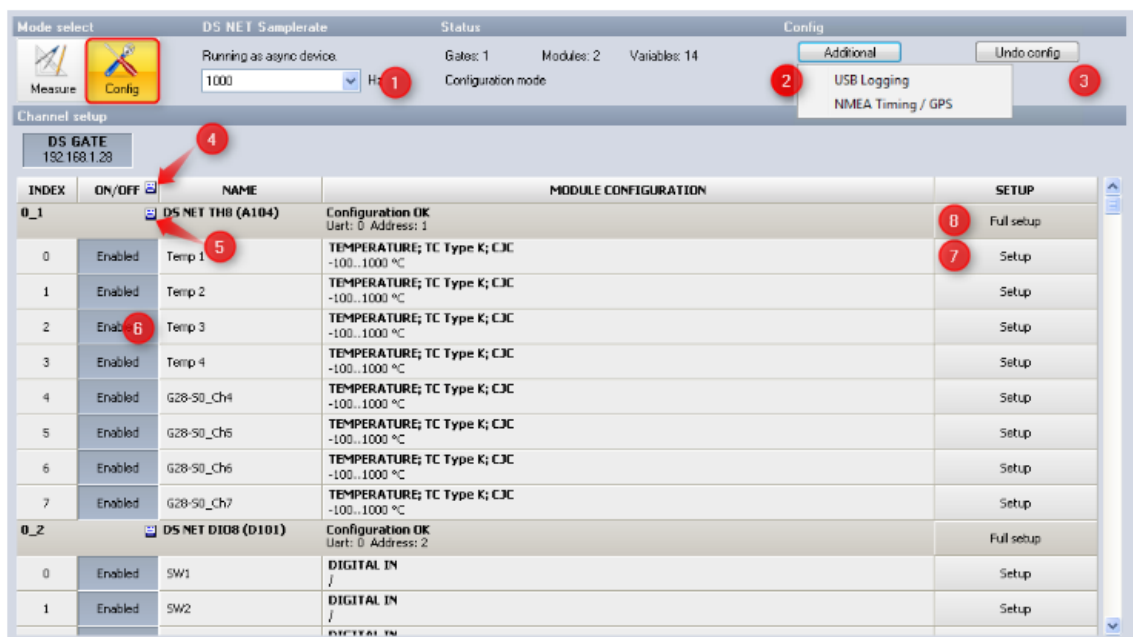 Mode select DS NET Samplerate Status Config
Measure Config Running as async device. Gates: 1 Modules: 2 Variables: 14 Additional Undo config
1000 Hz 1 Configuration mode 2 USB Logging 3
NMEA Timing / GPS
Channel setup
DS GATE
192.168.1.28
4
INDEX ON/OFF NAME MODULE CONFIGURATION SETUP
0_1 DS NET TH8 (A104) Configuration OK 8 Full setup
Uart: 0 Address: 1
5
0 Enabled Temp 1 TEMPERATURE; TC Type K; CJC 7 Setup
-100..1000 °C
1 Enabled Temp 2 TEMPERATURE; TC Type K; CJC Setup
-100..1000 °C
2 6 Temp 3 TEMPERATURE; TC Type K; CJC Setup
-100..1000 °C
3 Enabled Temp 4 TEMPERATURE; TC Type K; CJC Setup
-100..1000 °C
4 Enabled G28-S0_Ch4 TEMPERATURE; TC Type K; CJC Setup
-100..1000 °C
5 Enabled G28-S0_Ch5 TEMPERATURE; TC Type K; CJC Setup
-100..1000 °C
6 Enabled G28-S0_Ch6 TEMPERATURE; TC Type K; CJC Setup
-100..1000 °C
7 Enabled G28-S0_Ch7 TEMPERATURE; TC Type K; CJC Setup
-100..1000 °C
0_2 DS NET DIO8 (D101) Configuration OK Full setup
Uart: 0 Address: 2
0 Enabled SW1 DIGITAL IN Setup
/
1 Enabled SW2 DIGITAL IN Setup
/
DIGITAL IN